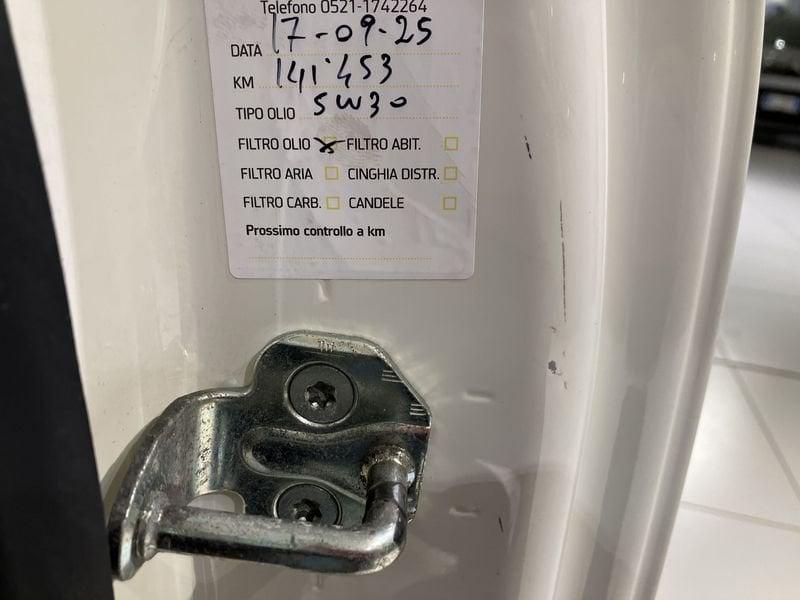 Telefono 0521-1742264
DATA 17-09-25
KM 141'453
TIPO OLIO 5W30
FILTRO OLIO FILTRO ABIT.
FILTRO ARIA CINGHIA DISTR.
FILTRO CARB. CANDELE
Prossimo controllo a km